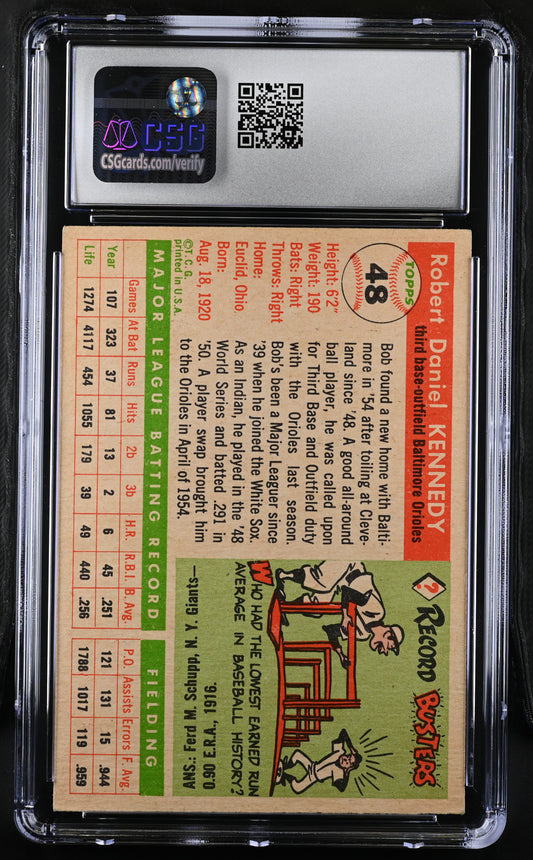 CSG
CSGcards.com/verify
TOPPS
48
Robert Daniel KENNEDY
third base-outfield Baltimore Orioles
Height: 6'2"
Weight: 190
Bats: Right
Throws: Right
Home:
Euclid, Ohio
Born:
Aug 18, 1920
©T.C.G.
printed in U.S.A.
Bob found a new home with Balti-
more in '54 after toiling at Cleve-
land since '48. A good all-around
ball player, he was called upon
for Third Base and Outfield duty
with the Orioles last season.
Bob's been a Major Leaguer since
'39 when he joined the White Sox.
As an Indian, he played in the '48
World Series and batted .291 in
'50. A player swap brought him
to the Orioles in April of 1954.
? RECORD BUSTERS
WHO HAD THE LOWEST EARNED RUN
AVERAGE IN BASEBALL HISTORY?
ANS.: Ferd M. Schupp, N. Y. Giants—
0.90 E.R.A., 1916.
MAJOR LEAGUE BATTING RECORD FIELDING
Games At Bat Runs Hits 2b 3b H.R. R.B.I. B. Avg. P.O. Assists Errors F. Avg.
Year 107 323 37 81 13 2 6 45 .251 121 131 15 .944
Life 1274 4117 454 1055 179 39 49 440 .256 1788 1017 119 .959